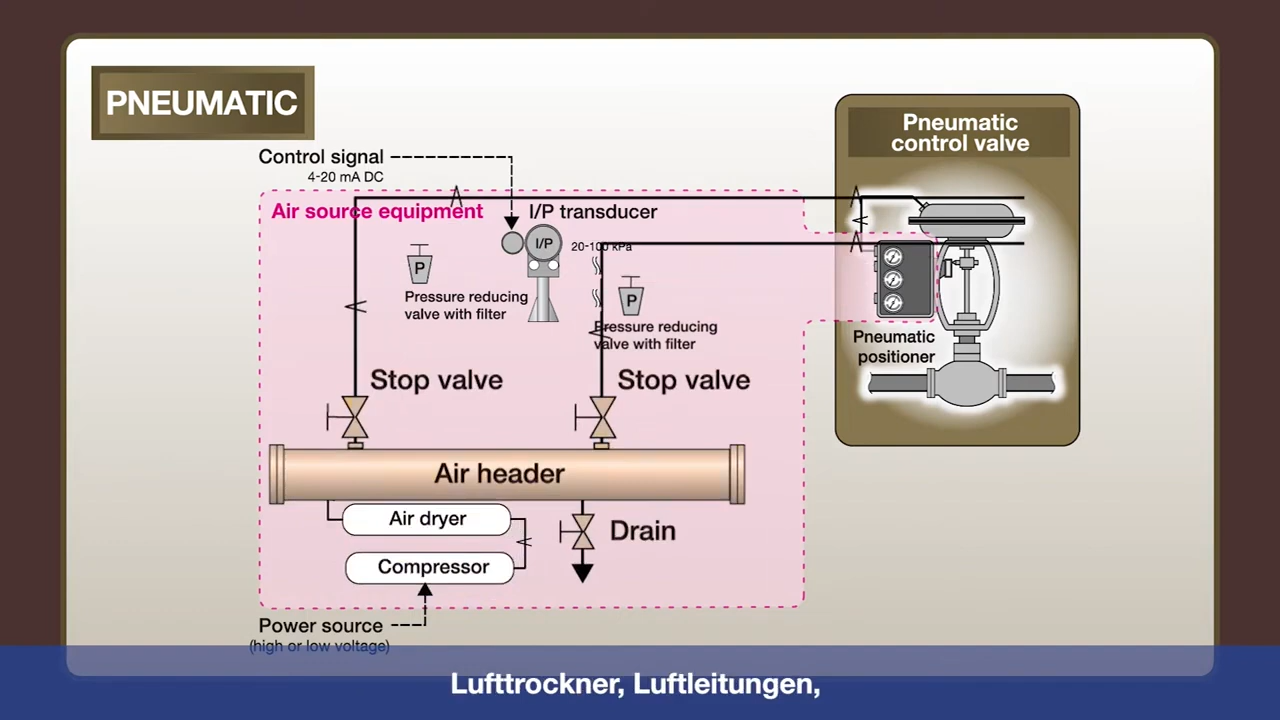 PNEUMATIC
Pneumatic
control valve
Control signal
4-20 mA DC
Air source equipment
I/P transducer
I/P
20-100 kPa
P
Pressure reducing
valve with filter
P
Pressure reducing
valve with filter
Pneumatic
positioner
Stop valve
Stop valve
Air header
Air dryer
Drain
Compressor
Power source
(high or low voltage)
Lufttrockner, Luftleitungen,